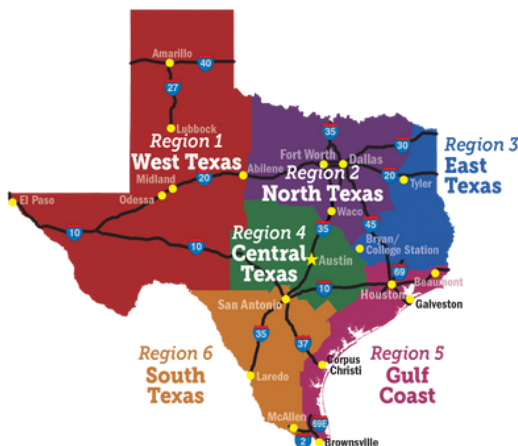 Amarillo
40
27
Lubbock
Region 1
West Texas
Abilene
20
Midland
Odessa
El Paso
10
10
35
30
Fort Worth
Dallas
Region 2
North Texas
20
Tyler
Region 3
East
Texas
Waco
45
35
Region 4
Central
Texas
Bryan/
College Station
Austin
69
10
Beaumont
Houston
Galveston
San Antonio
35
37
Region 6
South
Texas
Laredo
Corpus
Christi
Region 5
Gulf
Coast
McAllen
69E
2
Brownsville